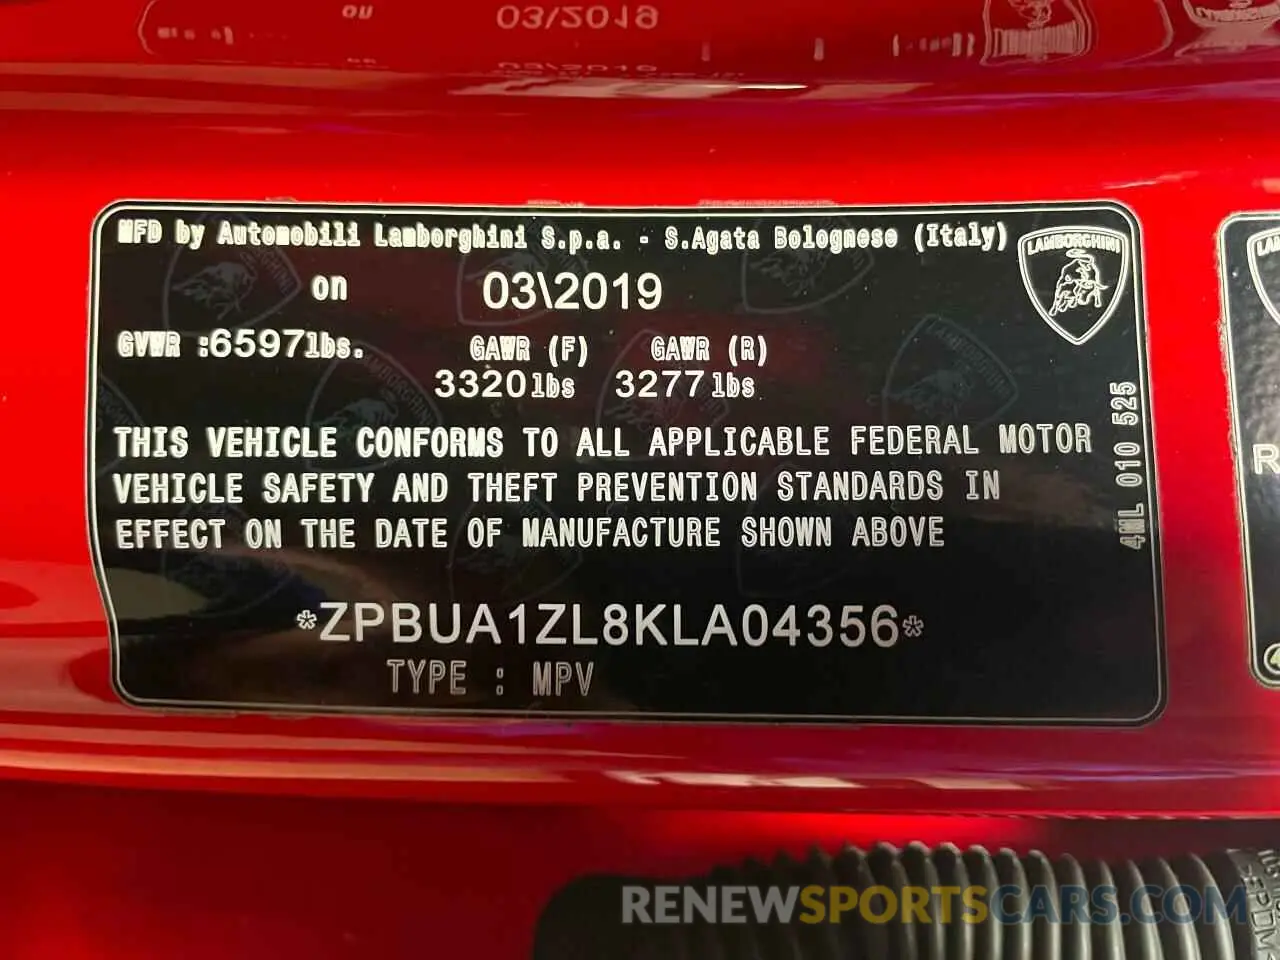 03/2019
MFD by Automobili Lamborghini S.p.a. - S.Agata Bolognese (Italy)
on 03\2019
GVWR :6597lbs. GAWR (F) GAWR (R)
3320lbs 3277lbs
THIS VEHICLE CONFORMS TO ALL APPLICABLE FEDERAL MOTOR
VEHICLE SAFETY AND THEFT PREVENTION STANDARDS IN
EFFECT ON THE DATE OF MANUFACTURE SHOWN ABOVE
*ZPBUA1ZL8KLA04356*
TYPE : MPV
LAMBORGHINI
4ML 010 525
R
RENEWSPORTSCARS.COM